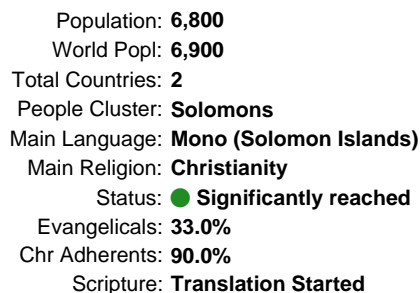 Population: 6,800
World Popl: 6,900
Total Countries: 2
People Cluster: Solomons
Main Language: Mono (Solomon Islands)
Main Religion: Christianity
Status: Significantly reached
Evangelicals: 33.0%
Chr Adherents: 90.0%
Scripture: Translation Started